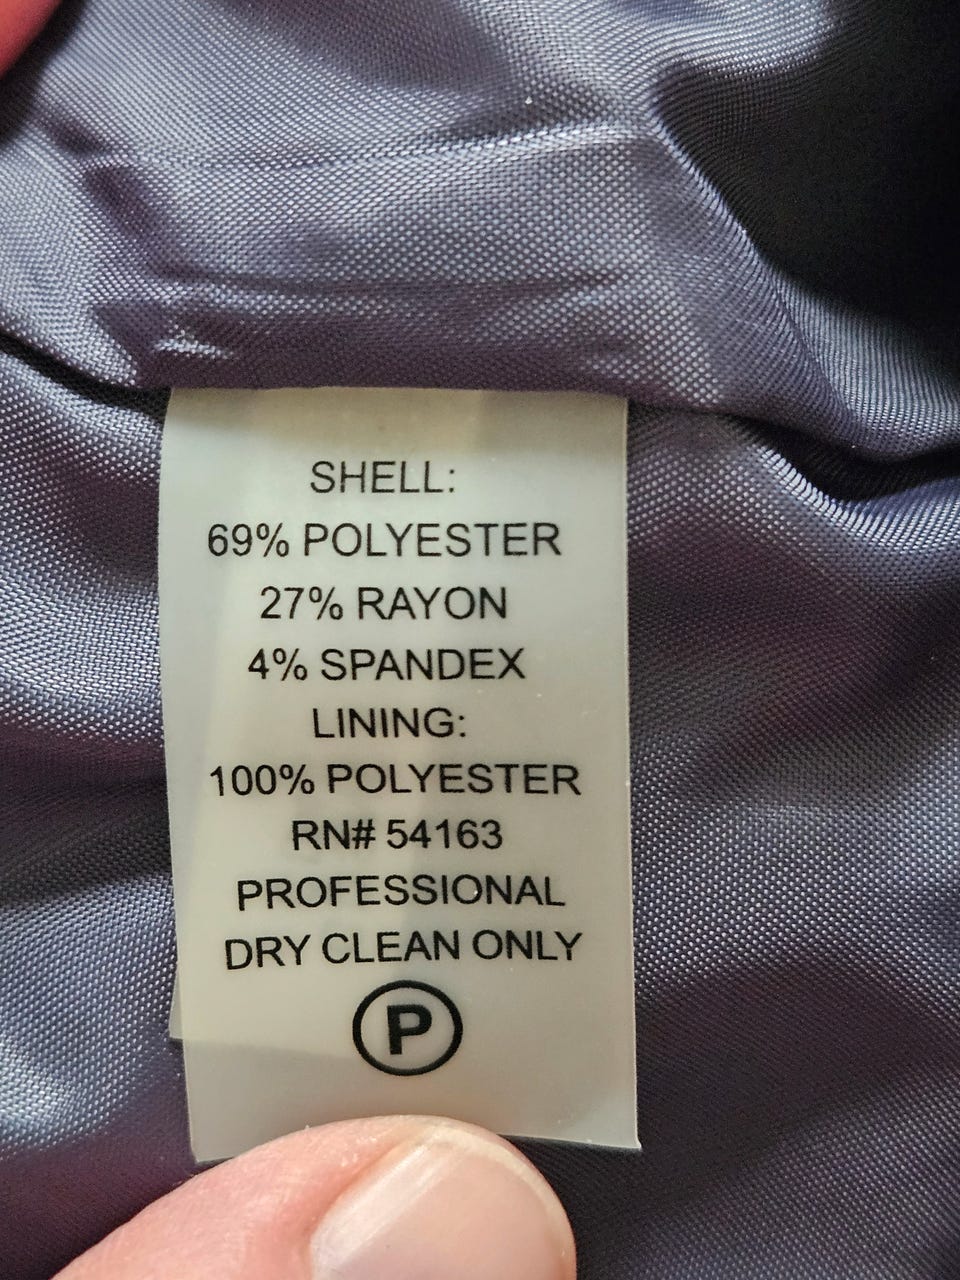 SHELL:
69% POLYESTER
27% RAYON
4% SPANDEX
LINING:
100% POLYESTER
RN# 54163
PROFESSIONAL
DRY CLEAN ONLY
P